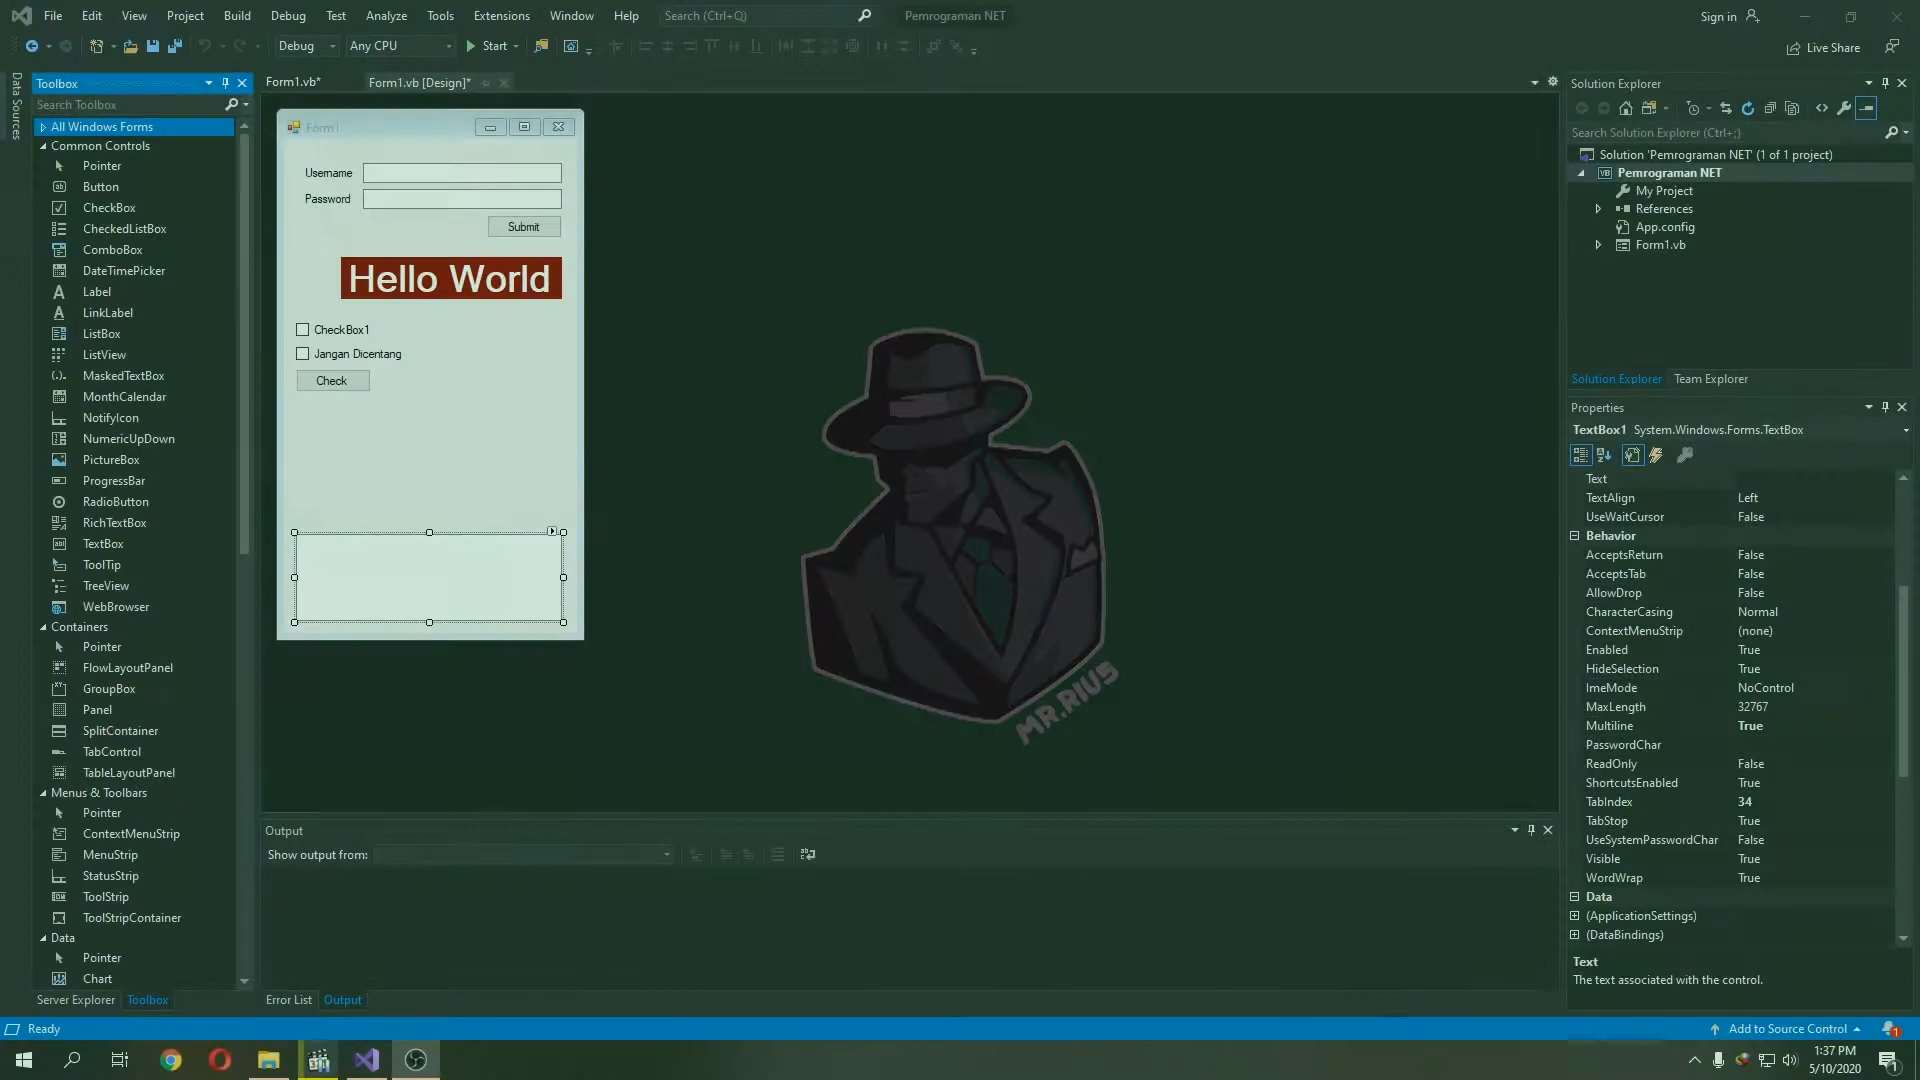 File Edit View Project Build Debug Test Analyze Tools Extensions Window Help Search (Ctrl+Q) Pemrograman NET Sign in
Debug Any CPU Start Live Share
Data Sources
Toolbox
Search Toolbox
All Windows Forms
Common Controls
Pointer
Button
CheckBox
CheckedListBox
ComboBox
DateTimePicker
Label
LinkLabel
ListBox
ListView
MaskedTextBox
MonthCalendar
NotifyIcon
NumericUpDown
PictureBox
ProgressBar
RadioButton
RichTextBox
TextBox
ToolTip
TreeView
WebBrowser
Containers
Pointer
FlowLayoutPanel
GroupBox
Panel
SplitContainer
TabControl
TableLayoutPanel
Menus & Toolbars
Pointer
ContextMenuStrip
MenuStrip
StatusStrip
ToolStrip
ToolStripContainer
Data
Pointer
Chart
Server Explorer Toolbox
Form1.vb* Form1.vb [Design]*
Form1
Username
Password
Submit
Hello World
CheckBox1
Jangan Dicentang
Check
MR.RIUS
Output
Show output from:
Error List Output
Solution Explorer
Search Solution Explorer (Ctrl+;)
Solution 'Pemrograman NET' (1 of 1 project)
VB Pemrograman NET
My Project
References
App.config
Form1.vb
Solution Explorer Team Explorer
Properties
TextBox1 System.Windows.Forms.TextBox
Text
TextAlign Left
UseWaitCursor False
Behavior
AcceptsReturn False
AcceptsTab False
AllowDrop False
CharacterCasing Normal
ContextMenuStrip (none)
Enabled True
HideSelection True
ImeMode NoControl
MaxLength 32767
Multiline True
PasswordChar
ReadOnly False
ShortcutsEnabled True
TabIndex 34
TabStop True
UseSystemPasswordChar False
Visible True
WordWrap True
Data
(ApplicationSettings)
(DataBindings)
Text
The text associated with the control.
Ready Add to Source Control 1
1:37 PM
5/10/2020
1